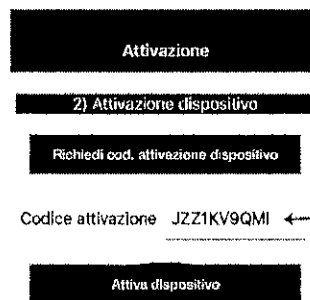 Attivazione
2) Attivazione dispositivo
Richiedi cod. attivazione dispositivo
Codice attivazione JZZ1KV9QMI ←
Attiva dispositivo